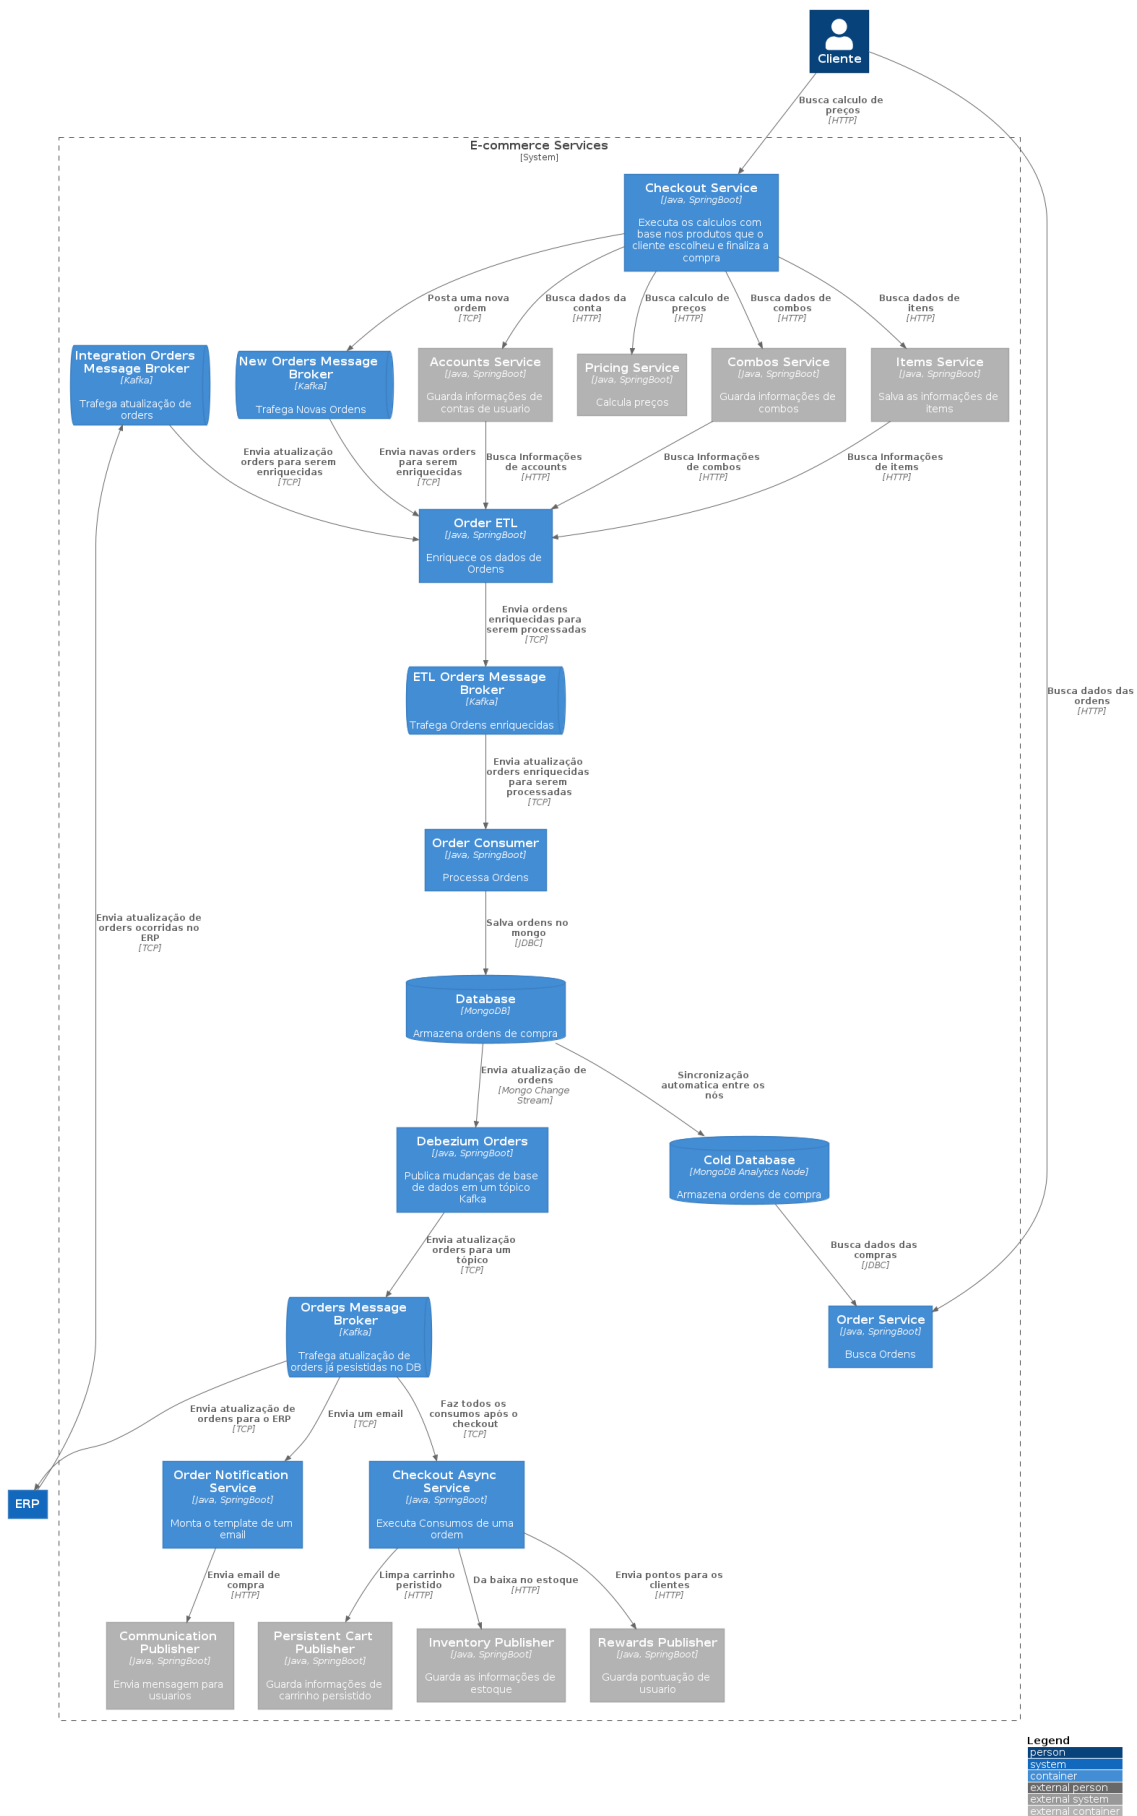 Cliente
Busca calculo de
preços
[HTTP]
E-commerce Services
[System]
Checkout Service
[Java, SpringBoot]
Executa os calculos com
base nos produtos que o
cliente escolheu e finaliza a
compra
Posta uma nova
ordem
[TCP]
Busca dados da
conta
[HTTP]
Busca calculo de
preços
[HTTP]
Busca dados de
combos
[HTTP]
Busca dados de
itens
[HTTP]
Integration Orders
Message Broker
[Kafka]
Trafega atualização de
orders
New Orders Message
Broker
[Kafka]
Trafega Novas Ordens
Accounts Service
[Java, SpringBoot]
Guarda informações de
contas de usuario
Pricing Service
[Java, SpringBoot]
Calcula preços
Combos Service
[Java, SpringBoot]
Guarda informações de
combos
Items Service
[Java, SpringBoot]
Salva as informações de
items
Envia atualização
orders para serem
enriquecidas
[TCP]
Envia navas orders
para serem
enriquecidas
[TCP]
Busca Informações
de accounts
[HTTP]
Busca Informações
de combos
[HTTP]
Busca Informações
de items
[HTTP]
Order ETL
[Java, SpringBoot]
Enriquece os dados de
Ordens
Envia ordens
enriquecidas para
serem processadas
[TCP]
ETL Orders Message
Broker
[Kafka]
Trafega Ordens enriquecidas
Busca dados das
ordens
[HTTP]
Envia atualização
orders enriquecidas
para serem
processadas
[TCP]
Order Consumer
[Java, SpringBoot]
Processa Ordens
Envia atualização de
orders ocorridas no
ERP
[TCP]
Salva ordens no
mongo
[JDBC]
Database
[MongoDB]
Armazena ordens de compra
Envia atualização de
ordens
[Mongo Change
Stream]
Sincronização
automatica entre os
nós
Debezium Orders
[Java, SpringBoot]
Publica mudanças de base
de dados em um tópico
Kafka
Cold Database
[MongoDB Analytics Node]
Armazena ordens de compra
Envia atualização
orders para um
tópico
[TCP]
Busca dados das
compras
[JDBC]
Orders Message
Broker
[Kafka]
Trafega atualização de
orders já pesistidas no DB
Order Service
[Java, SpringBoot]
Busca Ordens
Envia atualização de
ordens para o ERP
[TCP]
Envia um email
[TCP]
Faz todos os
consumos após o
checkout
[TCP]
ERP
Order Notification
Service
[Java, SpringBoot]
Monta o template de um
email
Checkout Async
Service
[Java, SpringBoot]
Executa Consumos de uma
ordem
Envia email de
compra
[HTTP]
Limpa carrinho
peristido
[HTTP]
Da baixa no estoque
[HTTP]
Envia pontos para os
clientes
[HTTP]
Communication
Publisher
[Java, SpringBoot]
Envia mensagem para
usuarios
Persistent Cart
Publisher
[Java, SpringBoot]
Guarda informações de
carrinho persistido
Inventory Publisher
[Java, SpringBoot]
Guarda as informações de
estoque
Rewards Publisher
[Java, SpringBoot]
Guarda pontuação de
usuario
Legend
person
system
container
external person
external system
external container